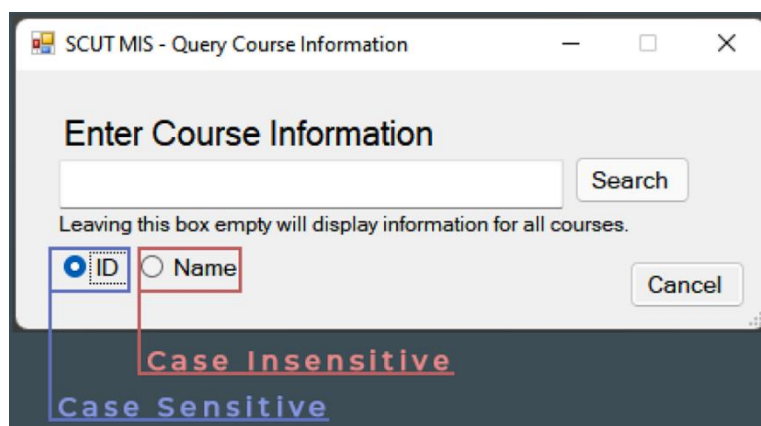 SCUT MIS - Query Course Information
Enter Course Information
Search
Leaving this box empty will display information for all courses.
ID Name
Cancel
Case Insensitive
Case Sensitive